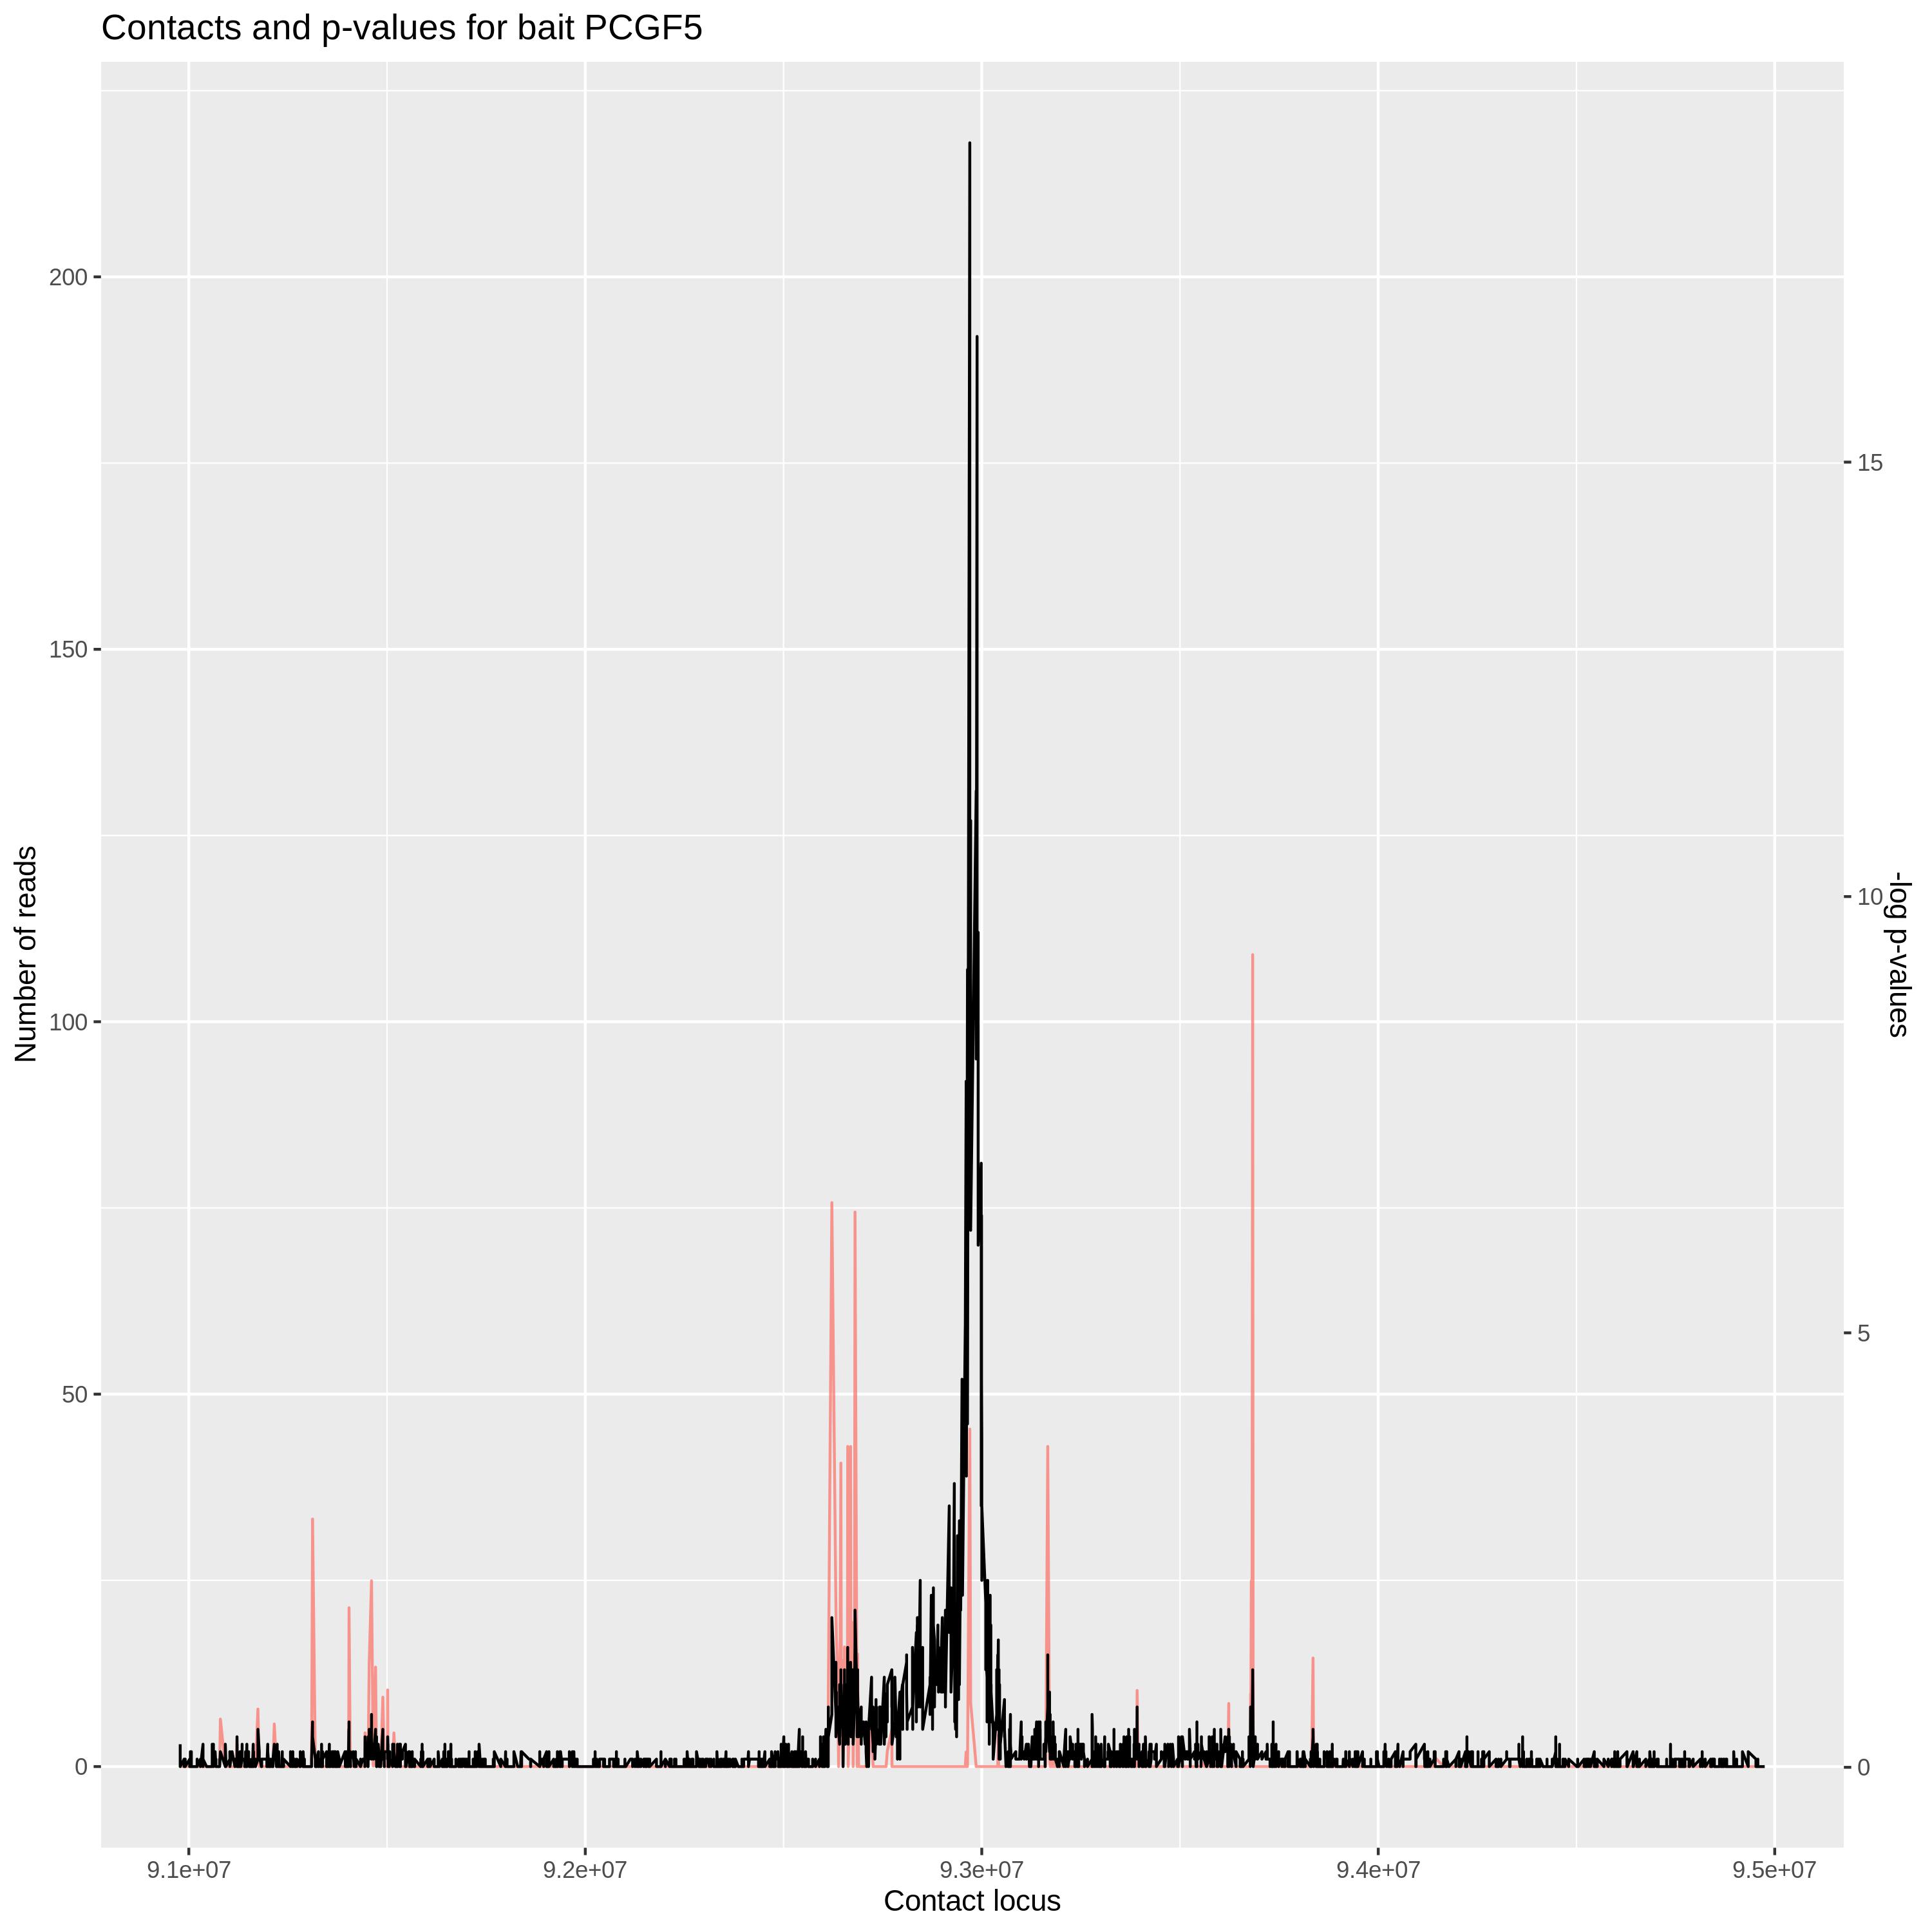 Contacts and p-values for bait PCGF5
200
150
100
50
0
Number of reads
15
10
5
0
-log p-values
9.1e+07
9.2e+07
9.3e+07
9.4e+07
9.5e+07
Contact locus